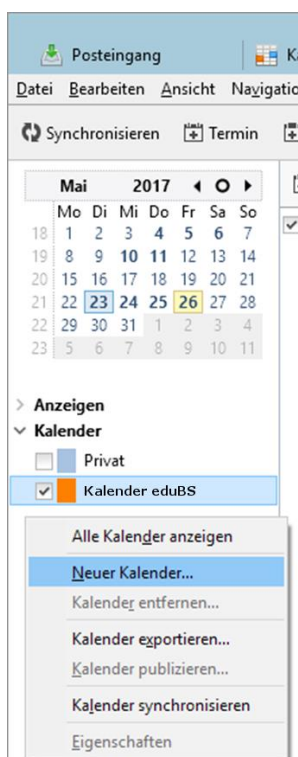 Posteingang Ka
Datei Bearbeiten Ansicht Navigatio
Synchronisieren Termin
Mai 2017
Mo Di Mi Do Fr Sa So
18 1 2 3 4 5 6 7
19 8 9 10 11 12 13 14
20 15 16 17 18 19 20 21
21 22 23 24 25 26 27 28
22 29 30 31 1 2 3 4
23 5 6 7 8 9 10 11
Anzeigen
Kalender
Privat
Kalender eduBS
Alle Kalender anzeigen
Neuer Kalender...
Kalender entfernen...
Kalender exportieren...
Kalender publizieren...
Kalender synchronisieren
Eigenschaften